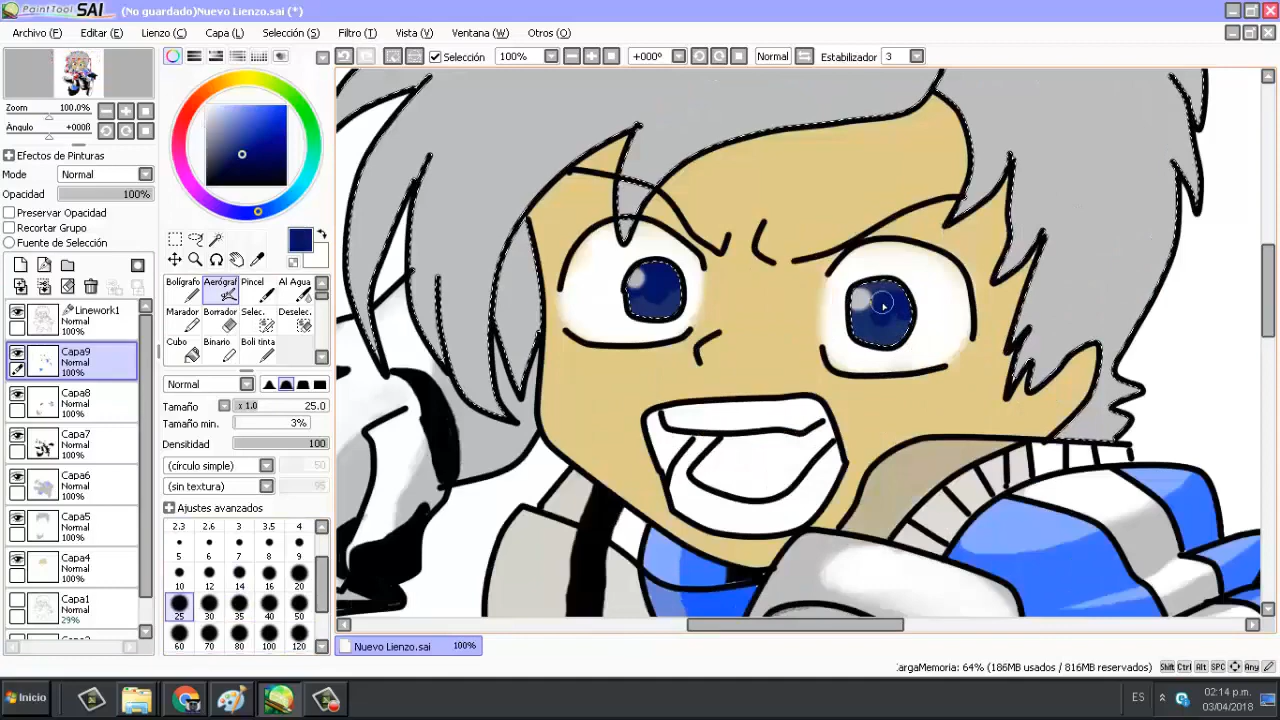 PaintTool SAI (No guardado)Nuevo Lienzo.sai (*)
Archivo (F) Editar (E) Lienzo (C) Capa (L) Selección (S) Filtro (T) Vista (V) Ventana (W) Otros (O)
Selección 100% +000º Normal Estabilizador 3
Zoom 100.0%
Ángulo +000ß
Efectos de Pinturas
Modo Normal
Opacidad 100%
Preservar Opacidad
Recortar Grupo
Fuente de Selección
Linework1
Normal
100%
Capa9
Normal
100%
Capa8
Normal
100%
Capa7
Normal
100%
Capa6
Normal
100%
Capa5
Normal
100%
Capa4
Normal
100%
Capa1
Normal
29%
Bolígrafo Aerógraf Pincel Al Agua
Marador Borrador Selec. Deselec.
Cubo Binario Boli tinta
Normal
Tamaño x 1.0 25.0
Tamaño min. 3%
Densitidad 100
(círculo simple) 50
(sin textura) 95
Ajustes avanzados
2.3 2.6 3 3.5 4
5 6 7 8 9
10 12 14 16 20
25 30 35 40 50
60 70 80 100 120
Nuevo Lienzo.sai 100%
CargaMemoria: 64% (186MB usados / 816MB reservados) Shift Ctrl Alt SPC Any
Inicio ES 02:14 p.m.
03/04/2018